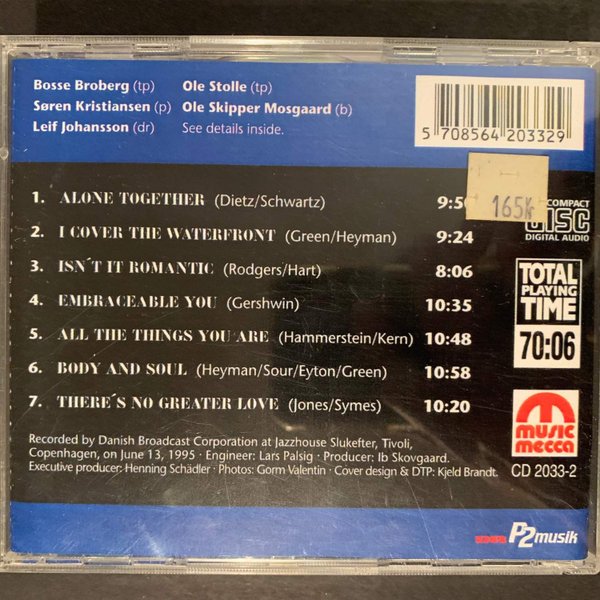 Bosse Broberg (tp) Ole Stolle (tp)
Søren Kristiansen (p) Ole Skipper Mosgaard (b)
Leif Johansson (dr) See details inside.
5 708564 203329
165K
1. ALONE TOGETHER (Dietz/Schwartz) 9:5
2. I COVER THE WATERFRONT (Green/Heyman) 9:24
3. ISN´T IT ROMANTIC (Rodgers/Hart) 8:06
4. EMBRACEABLE YOU (Gershwin) 10:35
5. ALL THE THINGS YOU ARE (Hammerstein/Kern) 10:48
6. BODY AND SOUL (Heyman/Sour/Eyton/Green) 10:58
7. THERE´S NO GREATER LOVE (Jones/Symes) 10:20
COMPACT
DISC
DIGITAL AUDIO
TOTAL
PLAYING
TIME
70:06
music
mecca
CD 2033-2
Recorded by Danish Broadcast Corporation at Jazzhouse Slukefter, Tivoli,
Copenhagen, on June 13, 1995 · Engineer: Lars Palsig · Producer: Ib Skovgaard.
Executive producer: Henning Schädler · Photos: Gorm Valentin · Cover design & DTP: Kjeld Brandt.
P2musik